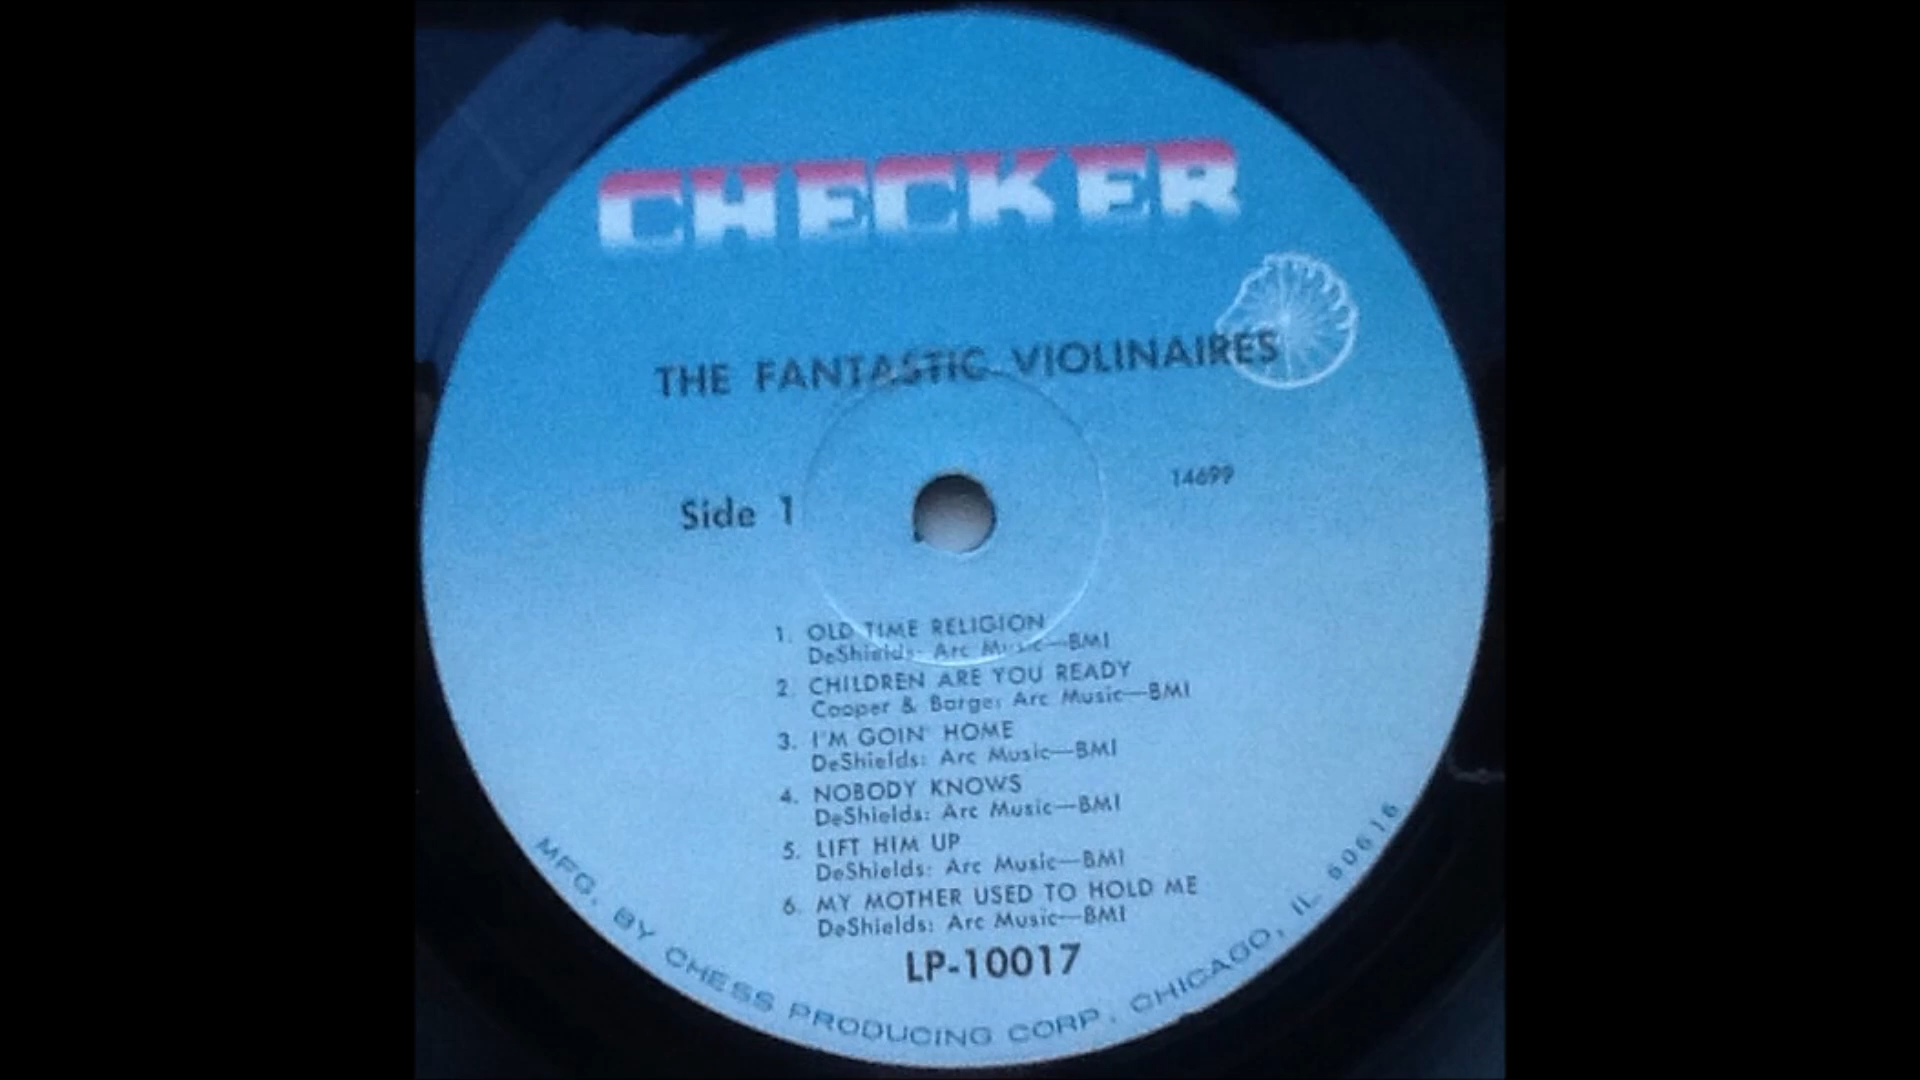 CHECKER
THE FANTASTIC VIOLINAIRES
14699
Side 1
1. OLD TIME RELIGION
DeShields: Arc Music—BMI
2. CHILDREN ARE YOU READY
Cooper & Barge: Arc Music—BMI
3. I'M GOIN' HOME
DeShields: Arc Music—BMI
4. NOBODY KNOWS
DeShields: Arc Music—BMI
5. LIFT HIM UP
DeShields: Arc Music—BMI
6. MY MOTHER USED TO HOLD ME
DeShields: Arc Music—BMI
LP-10017
MFG. BY CHESS PRODUCING CORP. CHICAGO, IL 60616